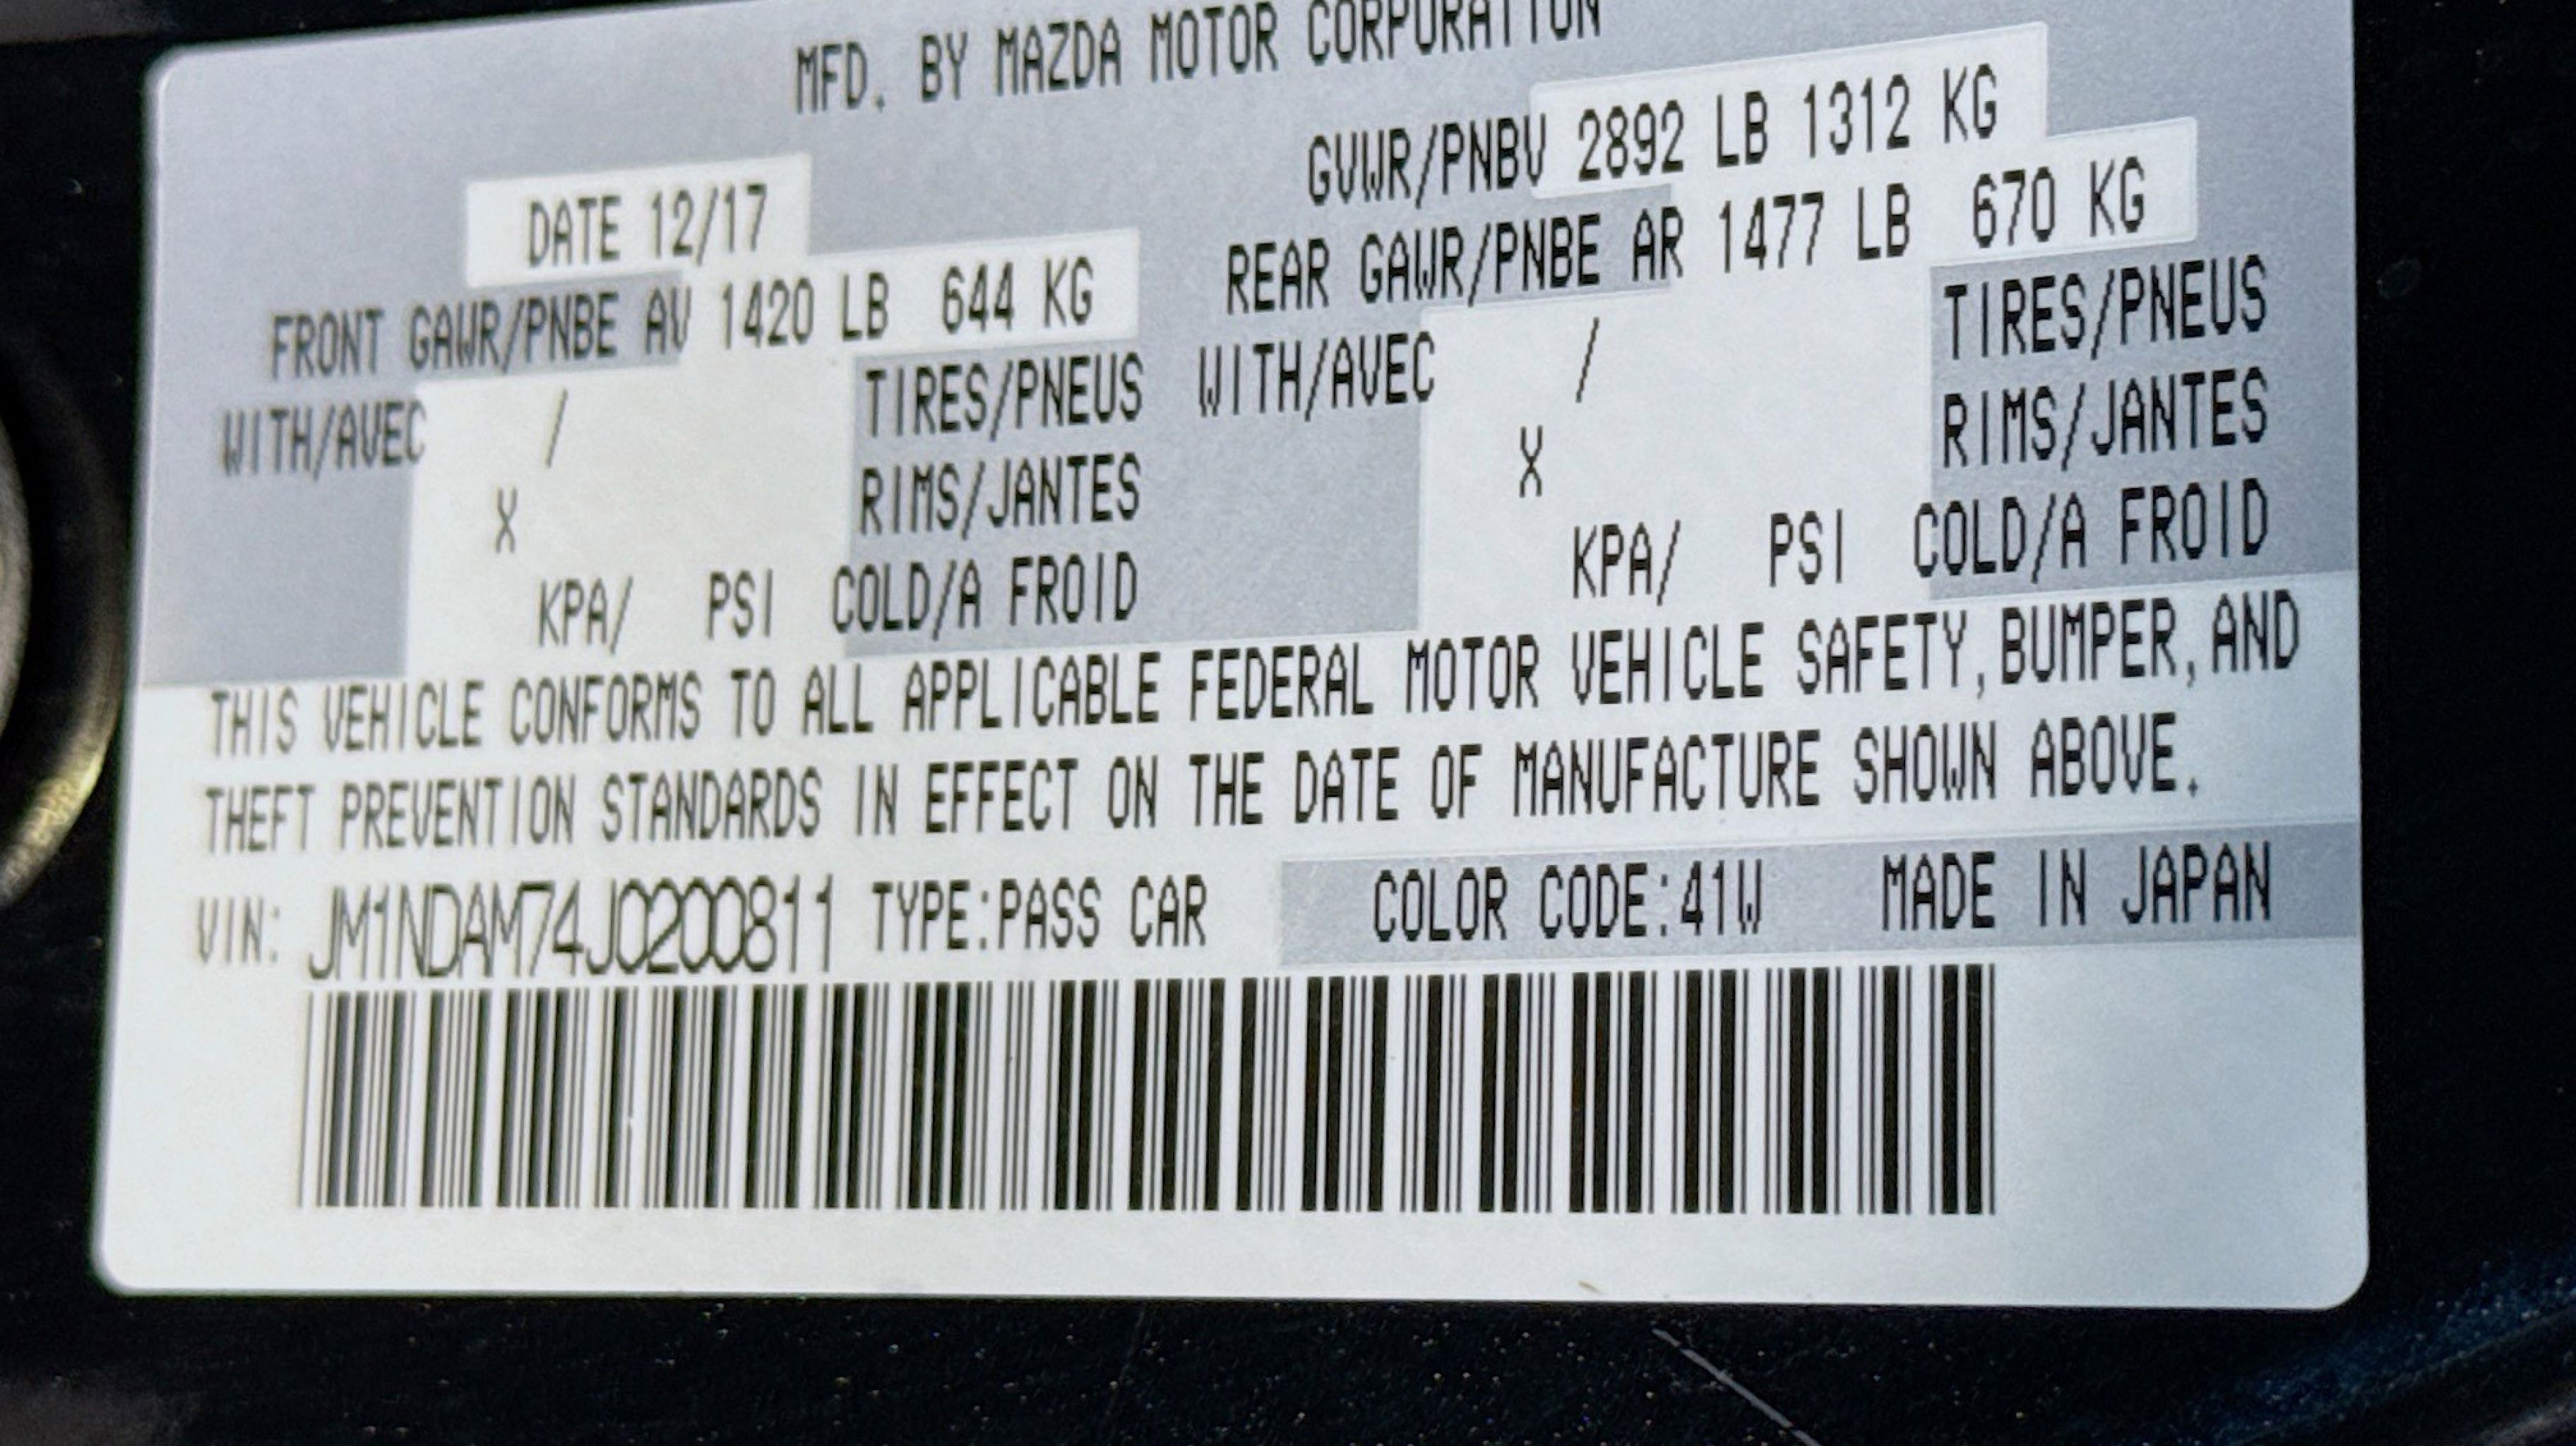 MFD. BY MAZDA MOTOR CORPORATION
DATE 12/17
GVWR/PNBV 2892 LB 1312 KG
FRONT GAWR/PNBE AV 1420 LB 644 KG
WITH/AVEC / TIRES/PNEUS
X RIMS/JANTES
KPA/ PSI COLD/A FROID
REAR GAWR/PNBE AR 1477 LB 670 KG
WITH/AVEC / TIRES/PNEUS
X RIMS/JANTES
KPA/ PSI COLD/A FROID
THIS VEHICLE CONFORMS TO ALL APPLICABLE FEDERAL MOTOR VEHICLE SAFETY, BUMPER, AND
THEFT PREVENTION STANDARDS IN EFFECT ON THE DATE OF MANUFACTURE SHOWN ABOVE.
VIN: JM1NDAM74J0200811 TYPE:PASS CAR COLOR CODE:41W MADE IN JAPAN